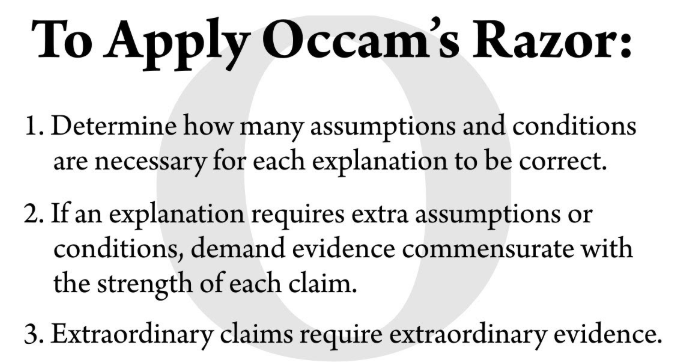 To Apply Occam's Razor:
1. Determine how many assumptions and conditions
are necessary for each explanation to be correct.
2. If an explanation requires extra assumptions or
conditions, demand evidence commensurate with
the strength of each claim.
3. Extraordinary claims require extraordinary evidence.